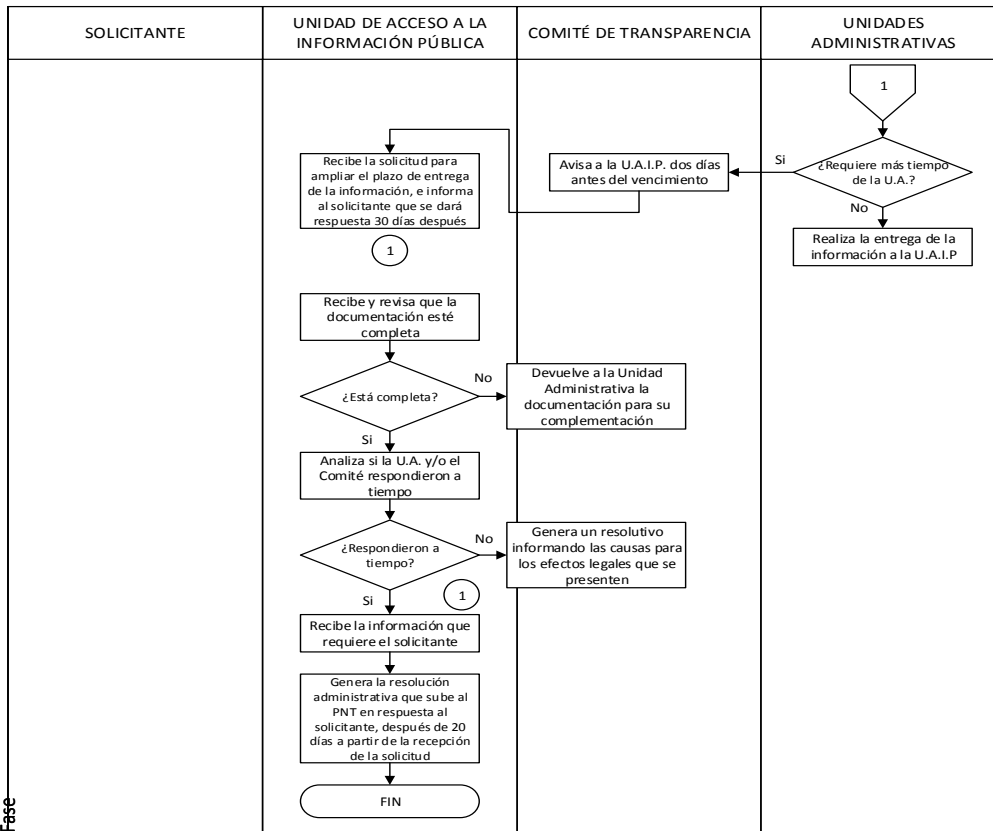 SOLICITANTE
UNIDAD DE ACCESO A LA
INFORMACIÓN PÚBLICA
COMITÉ DE TRANSPARENCIA
UNIDADES
ADMINISTRATIVAS
1
¿Requiere más tiempo
de la U.A.?
Si
No
Avisa a la U.A.I.P. dos días
antes del vencimiento
Recibe la solicitud para
ampliar el plazo de entrega
de la información, e informa
al solicitante que se dará
respuesta 30 días después
1
Realiza la entrega de la
información a la U.A.I.P
Recibe y revisa que la
documentación esté
completa
¿Está completa?
No
Devuelve a la Unidad
Administrativa la
documentación para su
complementación
Si
Analiza si la U.A. y/o el
Comité respondieron a
tiempo
¿Respondieron a
tiempo?
No
Genera un resolutivo
informando las causas para
los efectos legales que se
presenten
Si
1
Recibe la información que
requiere el solicitante
Genera la resolución
administrativa que sube al
PNT en respuesta al
solicitante, después de 20
días a partir de la recepción
de la solicitud
FIN
Fase